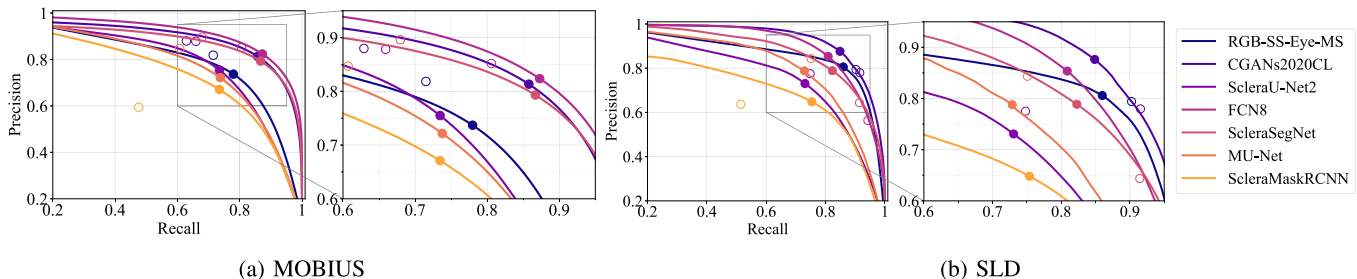 1
0.8
0.6
0.4
0.2
Precision
0.2
0.4
0.6
0.8
1
Recall
0.9
0.8
0.7
0.6
0.6
0.7
0.8
0.9
(a) MOBIUS
1
0.8
0.6
0.4
0.2
Precision
0.2
0.4
0.6
0.8
1
Recall
0.9
0.8
0.7
0.6
0.6
0.7
0.8
0.9
(b) SLD
RGB-SS-Eye-MS
CGANs2020CL
ScleraU-Net2
FCN8
ScleraSegNet
MU-Net
ScleraMaskRCNN